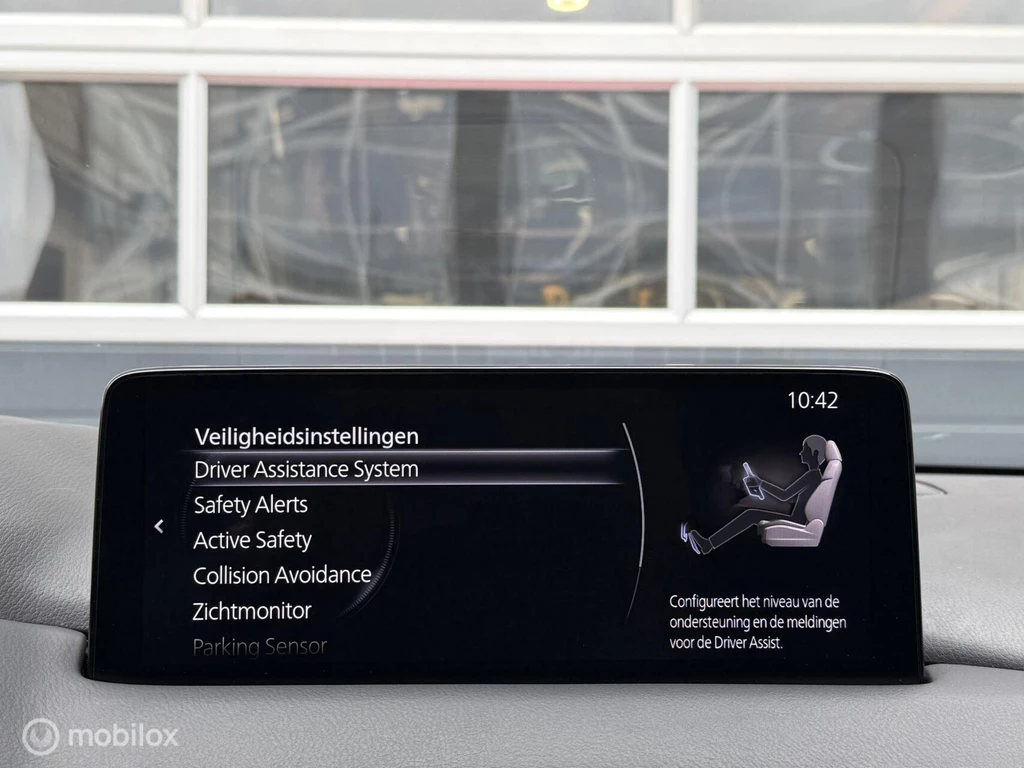 10:42
Veiligheidsinstellingen
Driver Assistance System
Safety Alerts
Active Safety
Collision Avoidance
Zichtmonitor
Parking Sensor
Configureert het niveau van de
ondersteuning en de meldingen
voor de Driver Assist.
mobilox